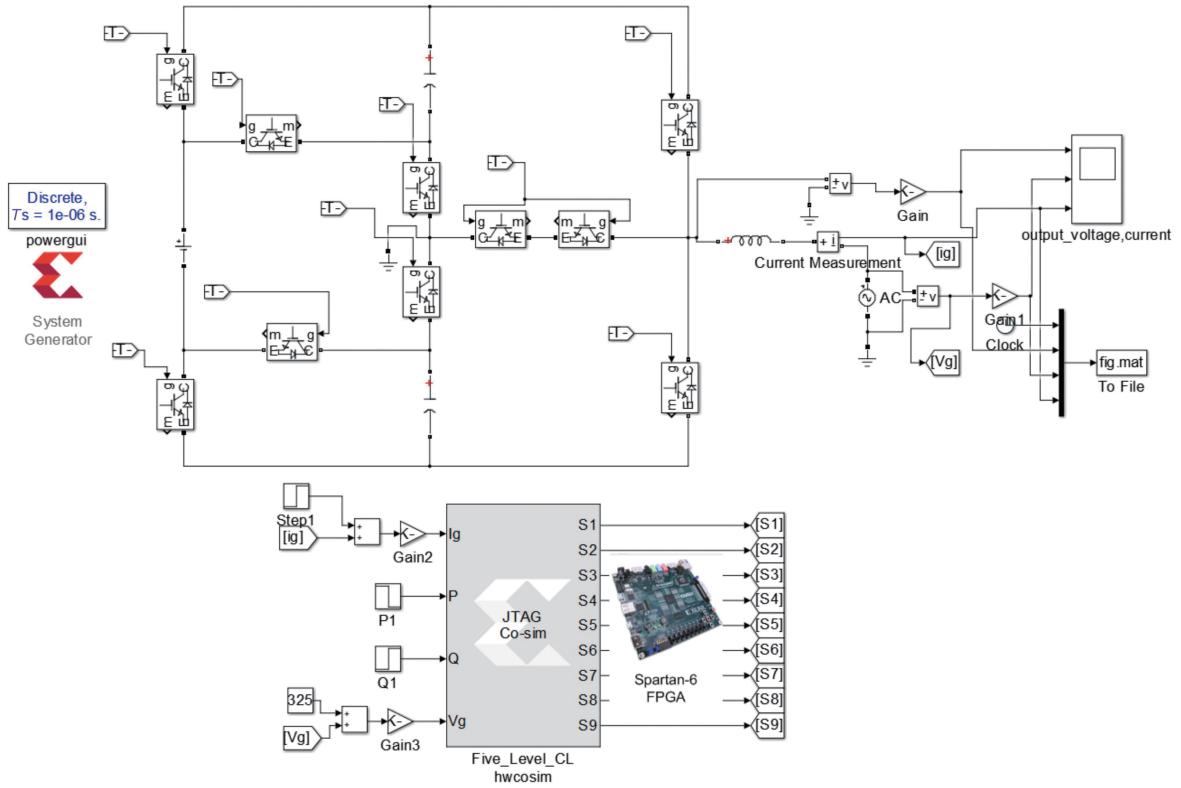 -T-
-T-
g
C
m
E
-T-
g
m
C
E
-T-
g
C
m
E
-T-
g
C
m
E
-T-
g
m
C
E
m
g
E
C
-T-
g
C
m
E
-T-
m
g
E
C
-T-
g
C
m
E
-T-
g
C
m
E
Discrete,
Ts = 1e-06 s.
powergui
System
Generator
+
-
v
K-
Gain
output_voltage,current
+
i
Current Measurement
[ig]
AC
+
-
v
K-
Gain1
Clock
[Vg]
fig.mat
To File
Step1
[ig]
+
+
K-
Gain2
P1
Q1
325
[Vg]
+
+
K-
Gain3
Ig
P
Q
Vg
JTAG
Co-sim
S1
S2
S3
S4
S5
S6
S7
S8
S9
Five_Level_CL
hwcosim
Spartan-6
FPGA
[S1]
[S2]
[S3]
[S4]
[S5]
[S6]
[S7]
[S8]
[S9]